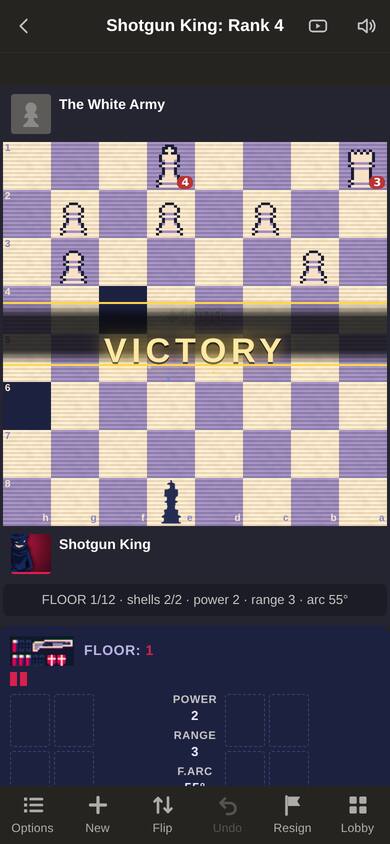 Shotgun King: Rank 4
The White Army
1
4
3
2
3
4
VICTORY
6
7
8
h g f e d c b a
Shotgun King
FLOOR 1/12 · shells 2/2 · power 2 · range 3 · arc 55°
FLOOR: 1
POWER
2
RANGE
3
F.ARC
55°
Options New Flip Undo Resign Lobby